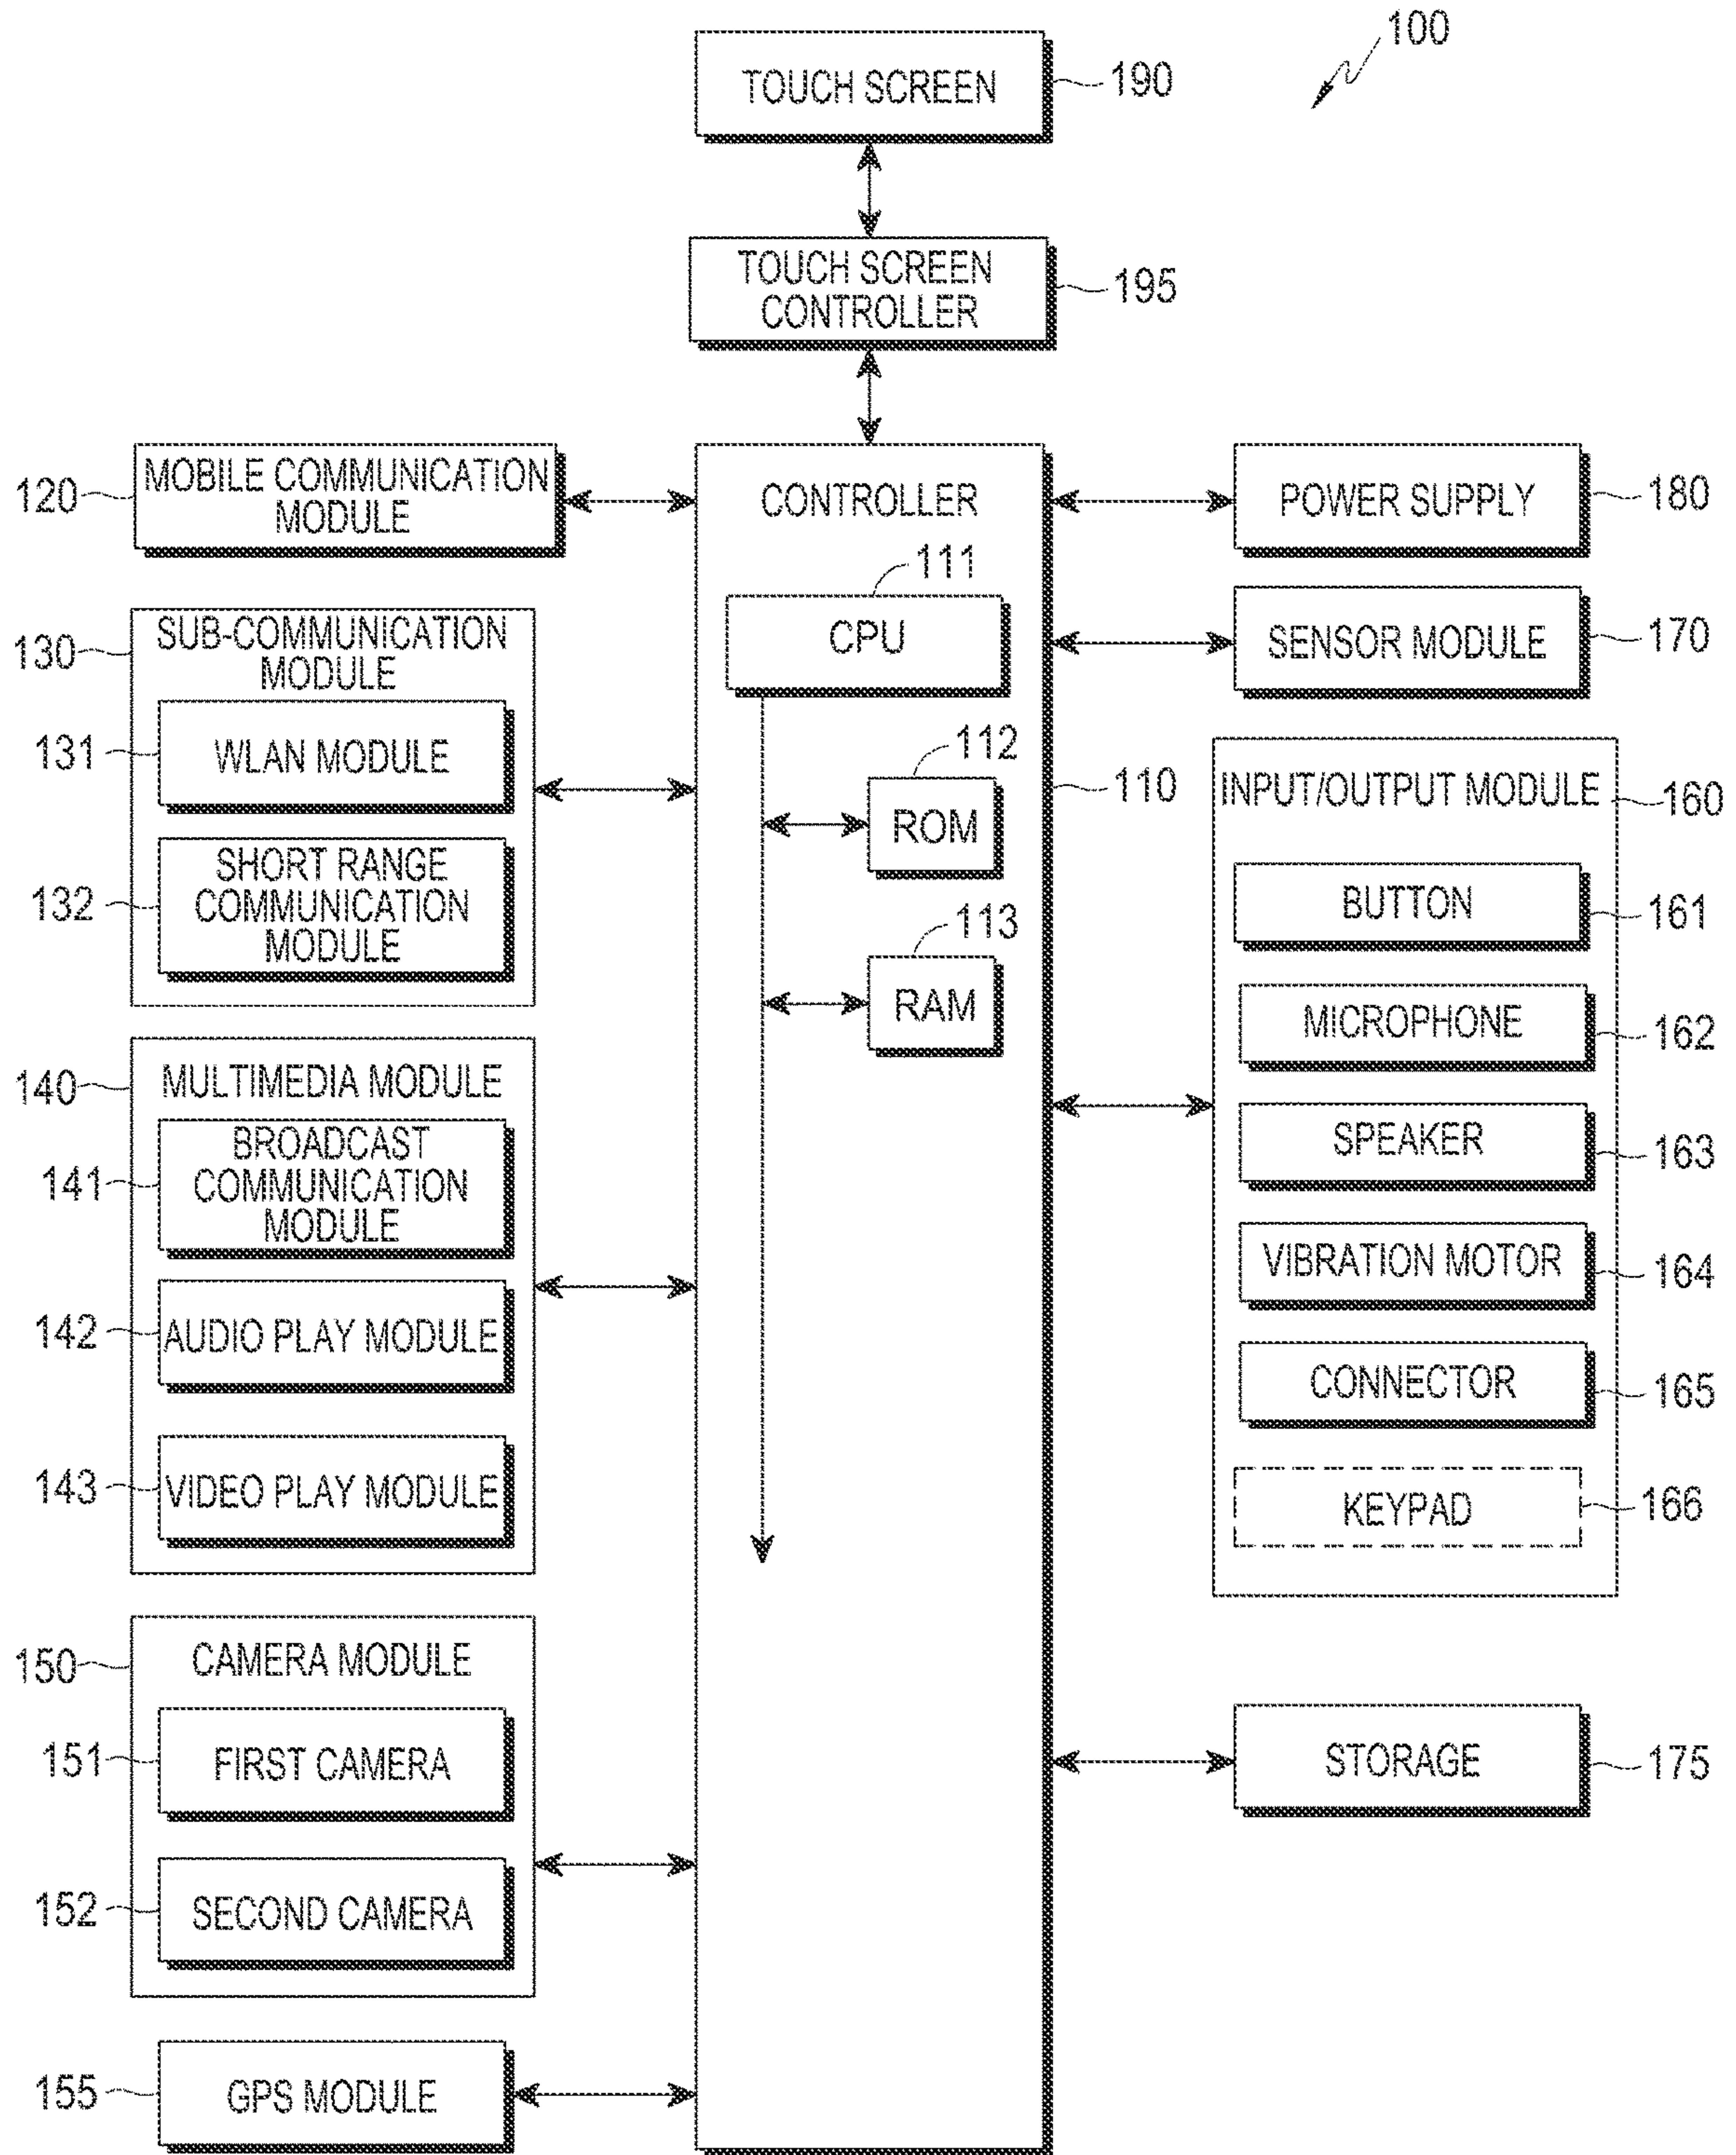 100
TOUCH SCREEN
190
TOUCH SCREEN
CONTROLLER
195
120
MOBILE COMMUNICATION
MODULE
130
SUB-COMMUNICATION
MODULE
131
WLAN MODULE
132
SHORT RANGE
COMMUNICATION
MODULE
140
MULTIMEDIA MODULE
141
BROADCAST
COMMUNICATION
MODULE
142
AUDIO PLAY MODULE
143
VIDEO PLAY MODULE
150
CAMERA MODULE
151
FIRST CAMERA
152
SECOND CAMERA
155
GPS MODULE
CONTROLLER
111
CPU
112
ROM
113
RAM
110
POWER SUPPLY
180
SENSOR MODULE
170
INPUT/OUTPUT MODULE
160
BUTTON
161
MICROPHONE
162
SPEAKER
163
VIBRATION MOTOR
164
CONNECTOR
165
KEYPAD
166
STORAGE
175